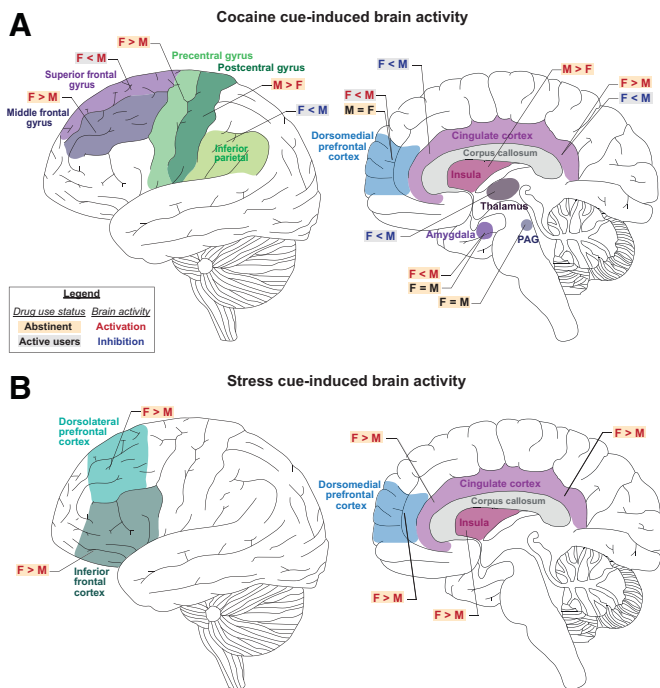 A
Cocaine cue-induced brain activity
F > M
F < M
Precentral gyrus
Postcentral gyrus
Superior frontal
gyrus
F > M
M > F
Middle frontal
gyrus
F < M
Inferior
parietal
Legend
Drug use status Brain activity
Abstinent Activation
Active users Inhibition
F < M
M > F
F > M
F < M
F < M
M = F
Dorsomedial
prefrontal
cortex
Cingulate cortex
Corpus callosum
Insula
Thalamus
F < M
Amygdala
PAG
F < M
F = M
F = M
B
Stress cue-induced brain activity
F > M
Dorsolateral
prefrontal
cortex
F > M
Inferior
frontal
cortex
F > M
F > M
Dorsomedial
prefrontal
cortex
Cingulate cortex
Corpus callosum
Insula
F > M
F > M